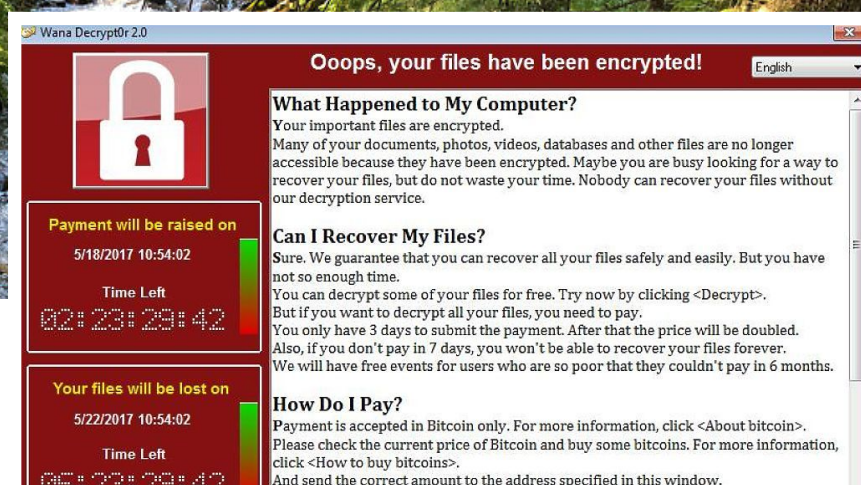 Wana Decrypt0r 2.0
Ooops, your files have been encrypted!
English
What Happened to My Computer?
Your important files are encrypted.
Many of your documents, photos, videos, databases and other files are no longer
accessible because they have been encrypted. Maybe you are busy looking for a way to
recover your files, but do not waste your time. Nobody can recover your files without
our decryption service.
Can I Recover My Files?
Sure. We guarantee that you can recover all your files safely and easily. But you have
not so enough time.
You can decrypt some of your files for free. Try now by clicking <Decrypt>.
But if you want to decrypt all your files, you need to pay.
You only have 3 days to submit the payment. After that the price will be doubled.
Also, if you don't pay in 7 days, you won't be able to recover your files forever.
We will have free events for users who are so poor that they couldn't pay in 6 months.
How Do I Pay?
Payment is accepted in Bitcoin only. For more information, click <About bitcoin>.
Please check the current price of Bitcoin and buy some bitcoins. For more information,
click <How to buy bitcoins>.
And send the correct amount to the address specified in this window.
Payment will be raised on
5/18/2017 10:54:02
Time Left
02:23:29:42
Your files will be lost on
5/22/2017 10:54:02
Time Left